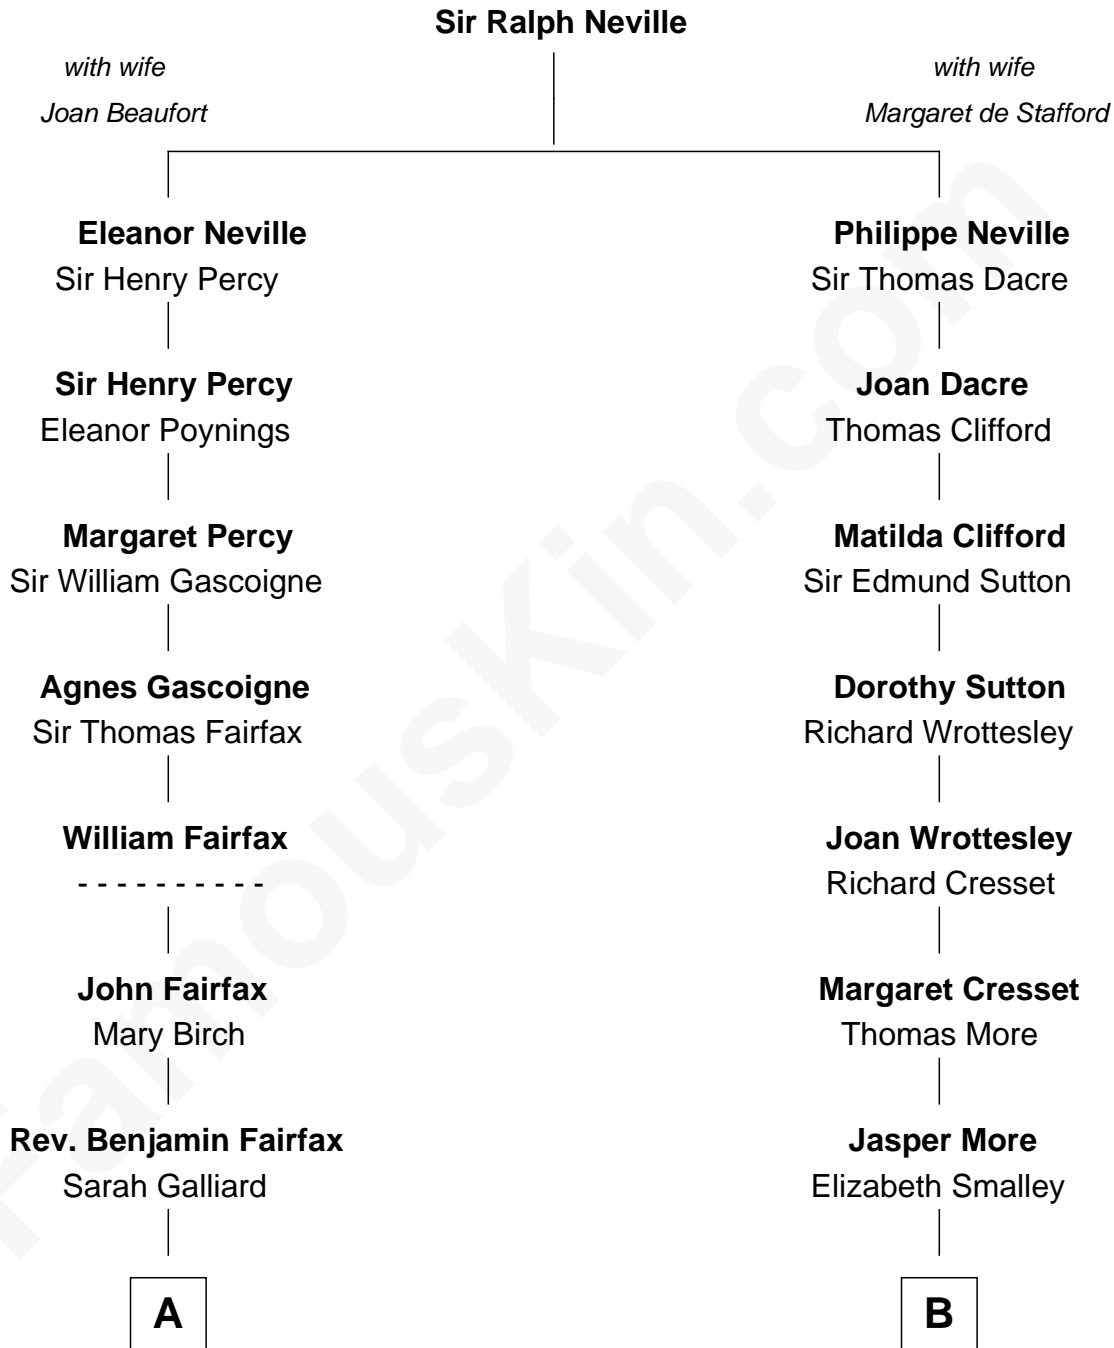 Sir Ralph Neville
with wife
Joan Beaufort
with wife
Margaret de Stafford
Eleanor Neville
Sir Henry Percy
Philippe Neville
Sir Thomas Dacre
Sir Henry Percy
Eleanor Poynings
Joan Dacre
Thomas Clifford
Margaret Percy
Sir William Gascoigne
Matilda Clifford
Sir Edmund Sutton
Agnes Gascoigne
Sir Thomas Fairfax
Dorothy Sutton
Richard Wrottesley
William Fairfax
- - - - - - - - - -
Joan Wrottesley
Richard Cresset
John Fairfax
Mary Birch
Margaret Cresset
Thomas More
Rev. Benjamin Fairfax
Sarah Galliard
Jasper More
Elizabeth Smalley
A
B
FamousKin.com